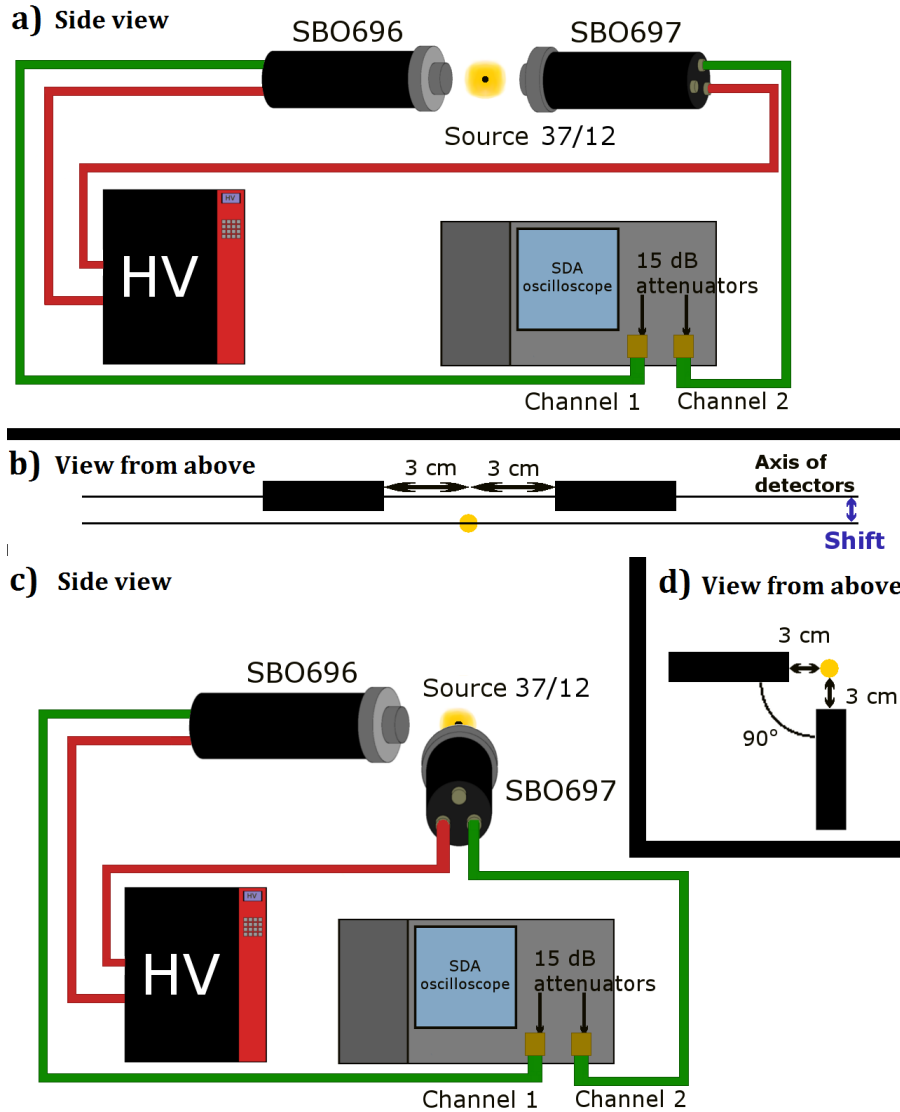 a) Side view
SBO696
SBO697
Source 37/12
HV
HV
SDA
oscilloscope
15 dB
attenuators
Channel 1
Channel 2
b) View from above
3 cm
3 cm
Axis of
detectors
Shift
c) Side view
d) View from above
3 cm
3 cm
90°
SBO696
Source 37/12
SBO697
HV
HV
SDA
oscilloscope
15 dB
attenuators
Channel 1
Channel 2